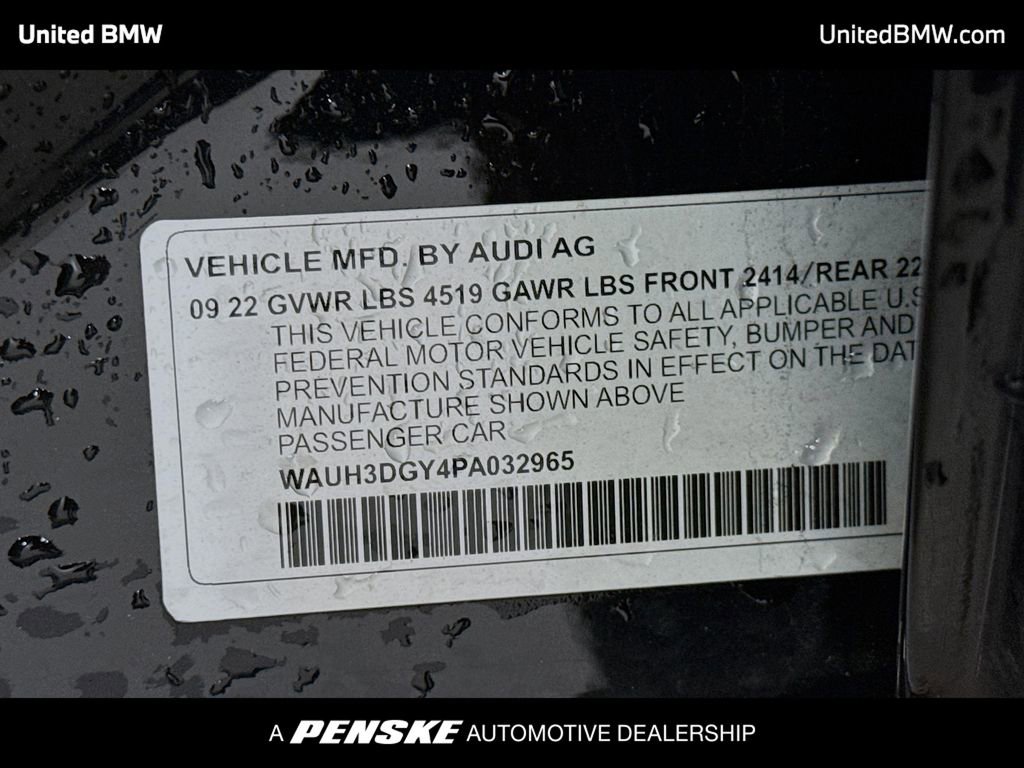 United BMW
UnitedBMW.com
VEHICLE MFD. BY AUDI AG
09 22 GVWR LBS 4519 GAWR LBS FRONT 2414/REAR 22
THIS VEHICLE CONFORMS TO ALL APPLICABLE U.S
FEDERAL MOTOR VEHICLE SAFETY, BUMPER AND
PREVENTION STANDARDS IN EFFECT ON THE DAT
MANUFACTURE SHOWN ABOVE
PASSENGER CAR
WAUH3DGY4PA032965
A PENSKE AUTOMOTIVE DEALERSHIP